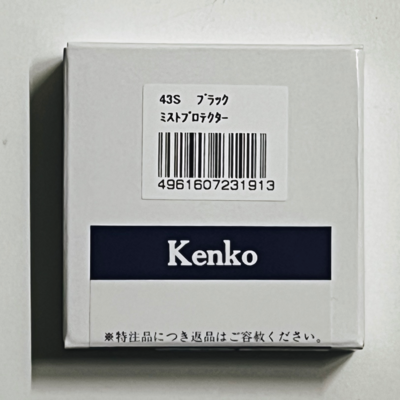 43S ﾌﾞﾗｯｸ
ﾐｽﾄﾌﾟﾛﾃｸﾀｰ
4961607231913
Kenko
※特注品につき返品はご容赦ください。